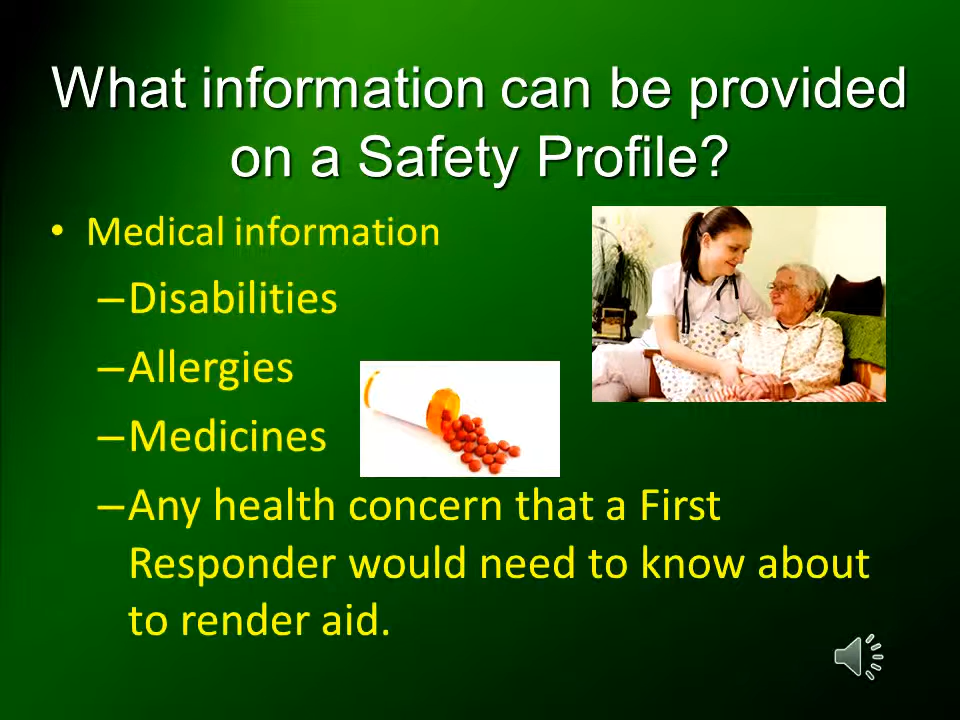 What information can be provided
on a Safety Profile?
• Medical information
–Disabilities
–Allergies
–Medicines
–Any health concern that a First
Responder would need to know about
to render aid.